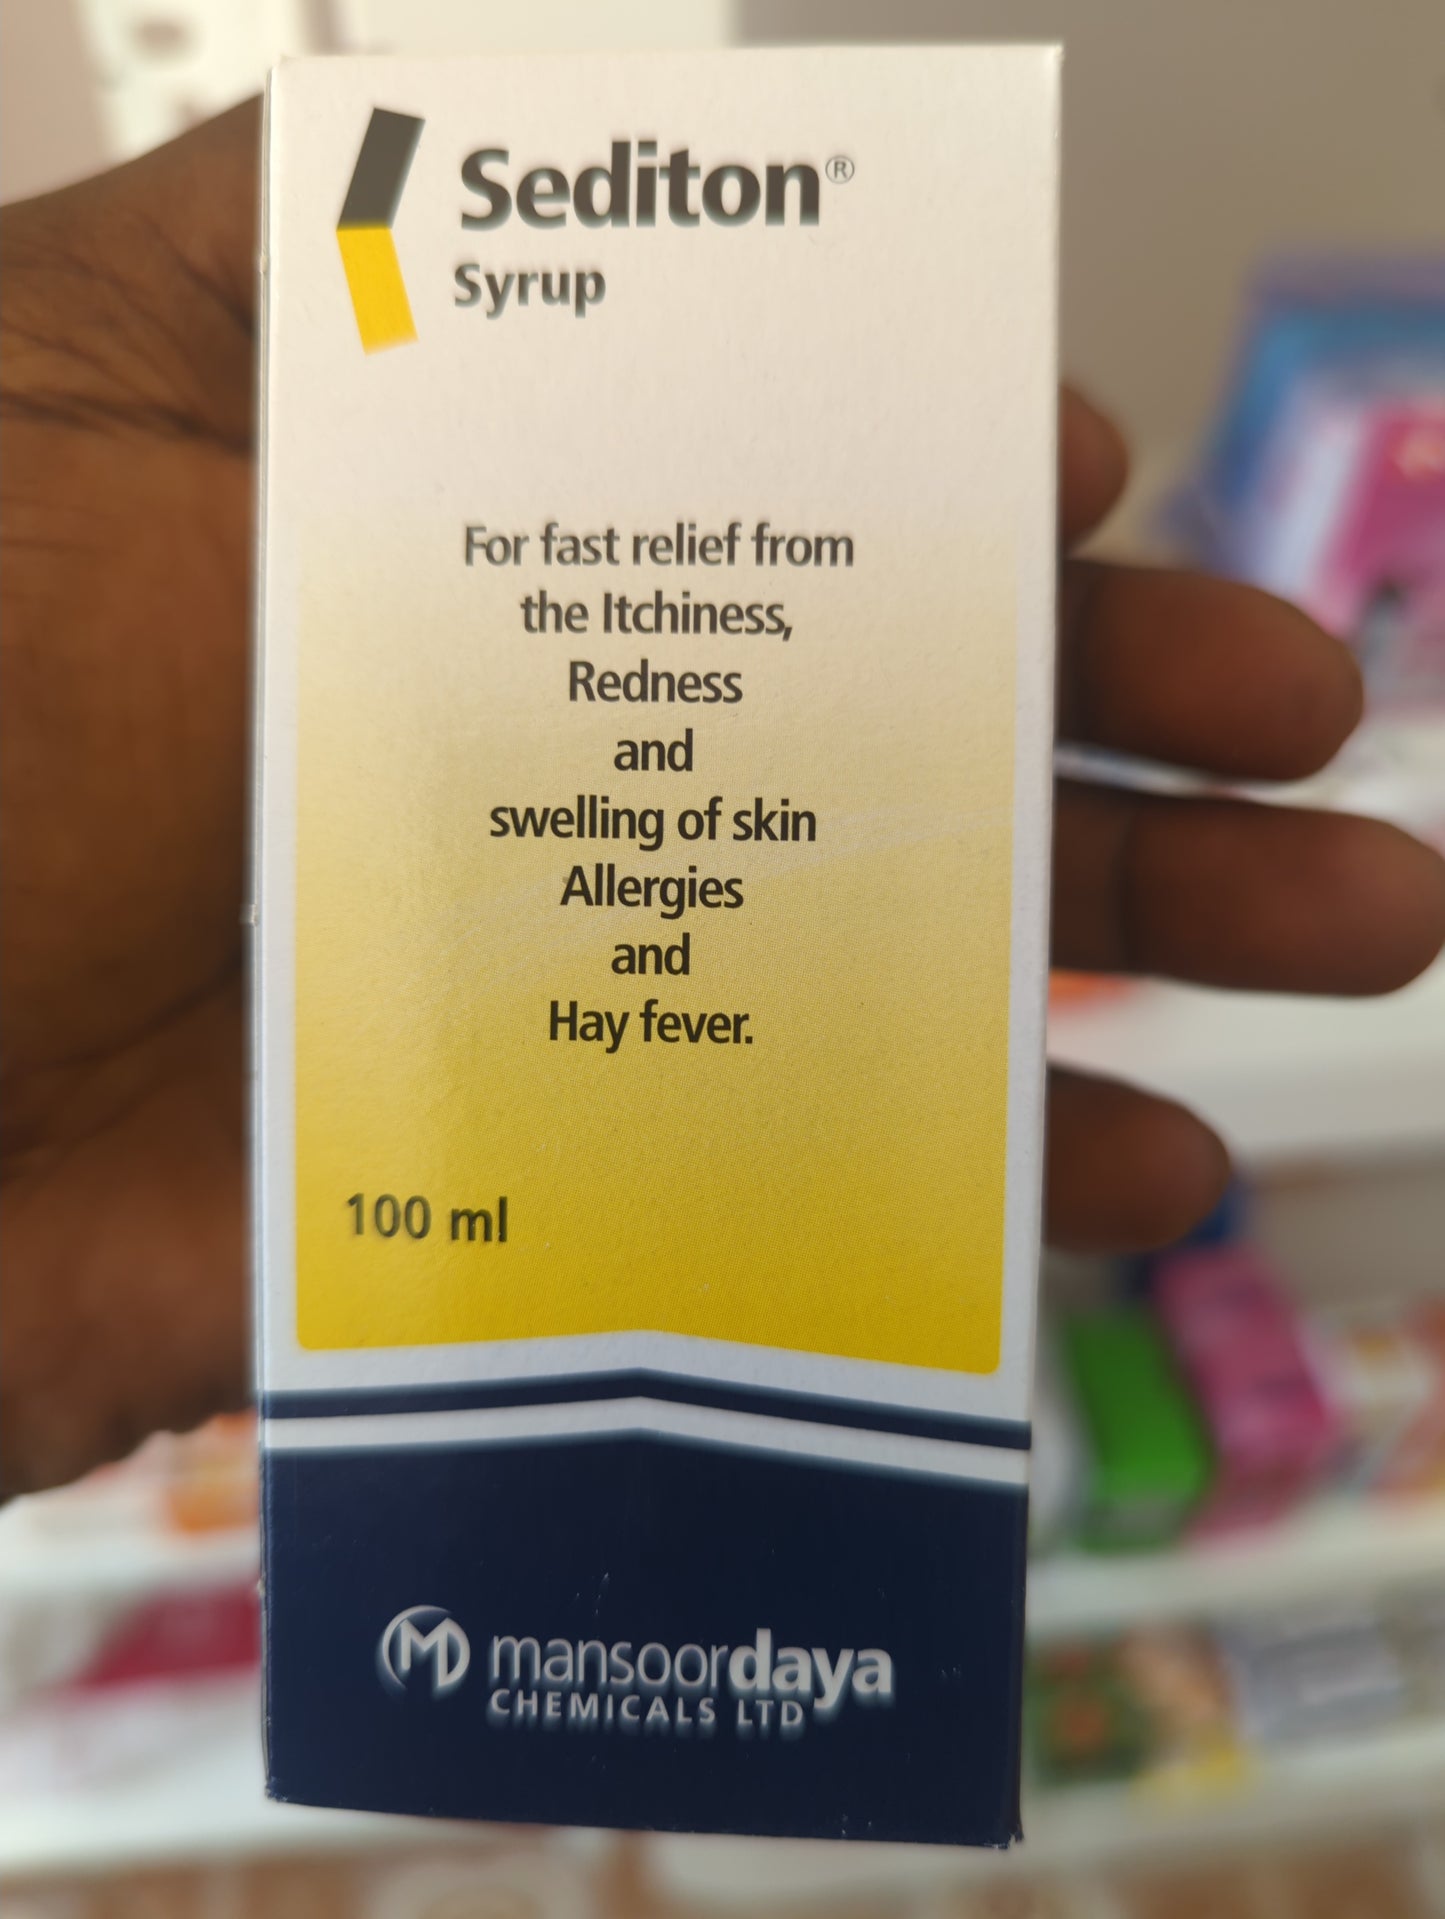 Sediton®
Syrup
For fast relief from
the Itchiness,
Redness
and
swelling of skin
Allergies
and
Hay fever.
100 ml
mansoordaya
CHEMICALS LTD